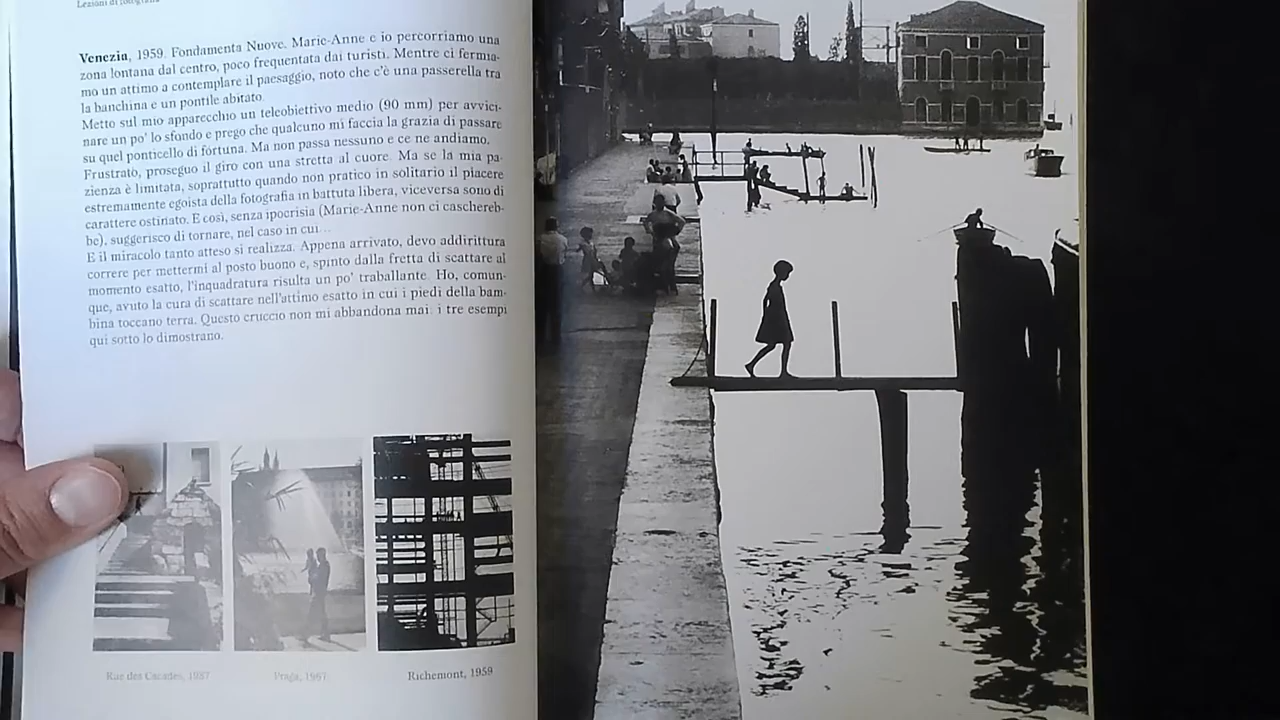 Lezioni di fotografia
Venezia, 1959. Fondamenta Nuove. Marie-Anne e io percorriamo una
zona lontana dal centro, poco frequentata dai turisti. Mentre ci fermia-
mo un attimo a contemplare il paesaggio, noto che c'è una passerella tra
la banchina e un pontile abitato.
Metto sul mio apparecchio un teleobiettivo medio (90 mm) per avvici-
nare un po' lo sfondo e prego che qualcuno mi faccia la grazia di passare
su quel ponticello di fortuna. Ma non passa nessuno e ce ne andiamo.
Frustrato, proseguo il giro con una stretta al cuore. Ma se la mia pa-
zienza è limitata, soprattutto quando non pratico in solitario il piacere
estremamente egoista della fotografia in battuta libera, viceversa sono di
carattere ostinato. E così, senza ipocrisia (Marie-Anne non ci caschereb-
be), suggerisco di tornare, nel caso in cui...
E il miracolo tanto atteso si realizza. Appena arrivato, devo addirittura
correre per mettermi al posto buono e, spinto dalla fretta di scattare al
momento esatto, l'inquadratura risulta un po' traballante. Ho, comun-
que, avuto la cura di scattare nell'attimo esatto in cui i piedi della bam-
bina toccano terra. Questo cruccio non mi abbandona mai: i tre esempi
qui sotto lo dimostrano.
Rue des Cascades, 1957
Praga, 1967
Richemont, 1959